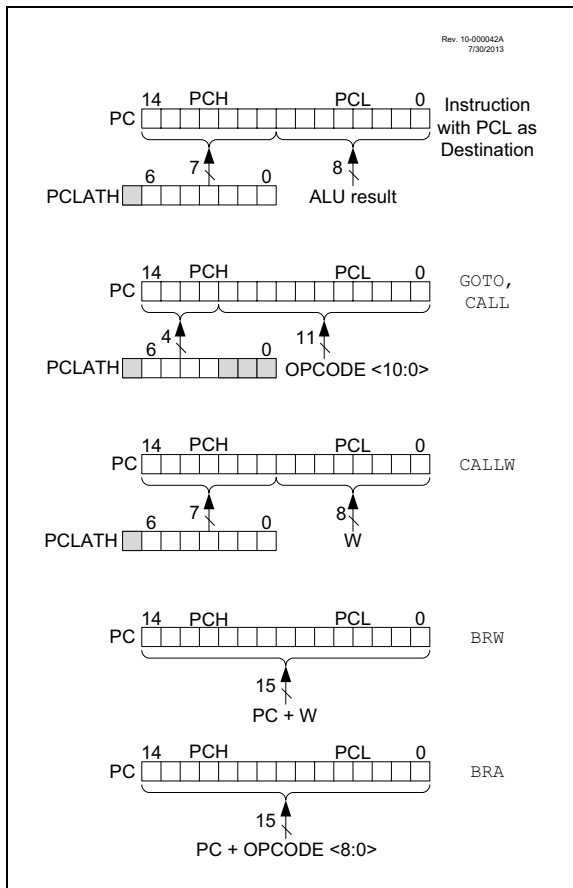 Rev. 10-000042A
7/30/2013
14 PCH PCL 0
PC
Instruction
with PCL as
Destination
7 8
6 0
PCLATH
ALU result
14 PCH PCL 0
PC
GOTO,
CALL
4 11
6 0
PCLATH
OPCODE <10:0>
14 PCH PCL 0
PC
CALLW
7 8
6 0
PCLATH
W
14 PCH PCL 0
PC
BRW
15
PC + W
14 PCH PCL 0
PC
BRA
15
PC + OPCODE <8:0>